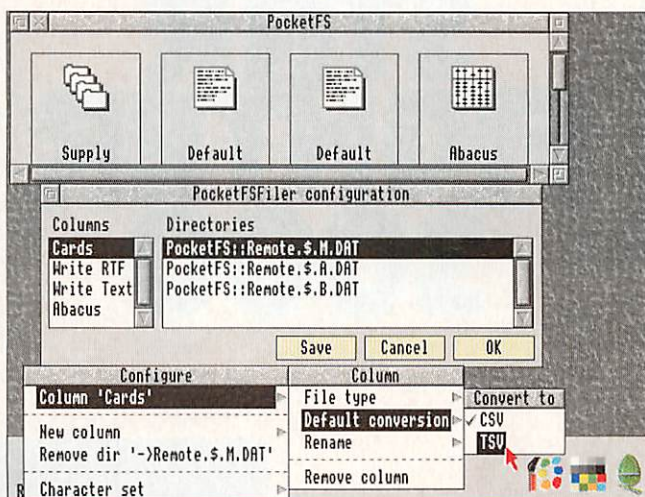 PocketFS
Supply Default Default Abacus
PocketFSFiler configuration
Columns Directories
Cards PocketFS::Remote.$.M.DAT
Write RTF PocketFS::Remote.$.A.DAT
Write Text PocketFS::Remote.$.B.DAT
Abacus
Save Cancel OK
Configure Column
Column 'Cards' File type Convert to
Default conversion ✓ CSV
New column Rename TSV
Remove dir '->Remote.$.M.DAT'
Remove column
R Character set